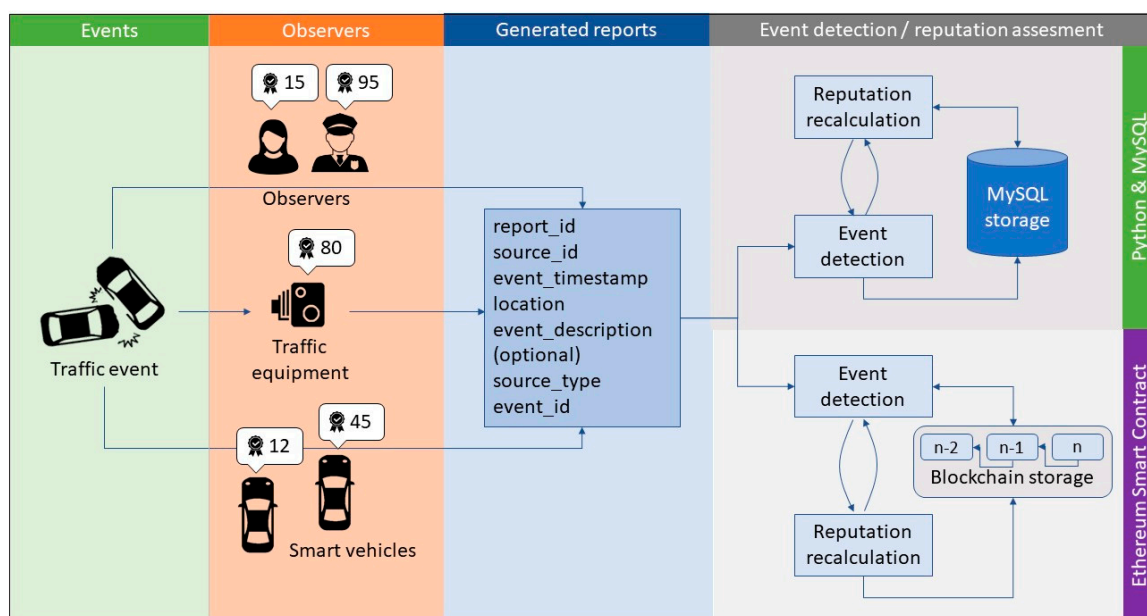 Events
Observers
Generated reports
Event detection / reputation assesment
15
95
Observers
80
Traffic
equipment
Traffic event
12
45
Smart vehicles
report_id
source_id
event_timestamp
location
event_description
(optional)
source_type
event_id
Reputation
recalculation
Event
detection
MySQL
storage
Python & MySQL
Event
detection
n-2
n-1
n
Blockchain storage
Reputation
recalculation
Ethereum Smart Contract